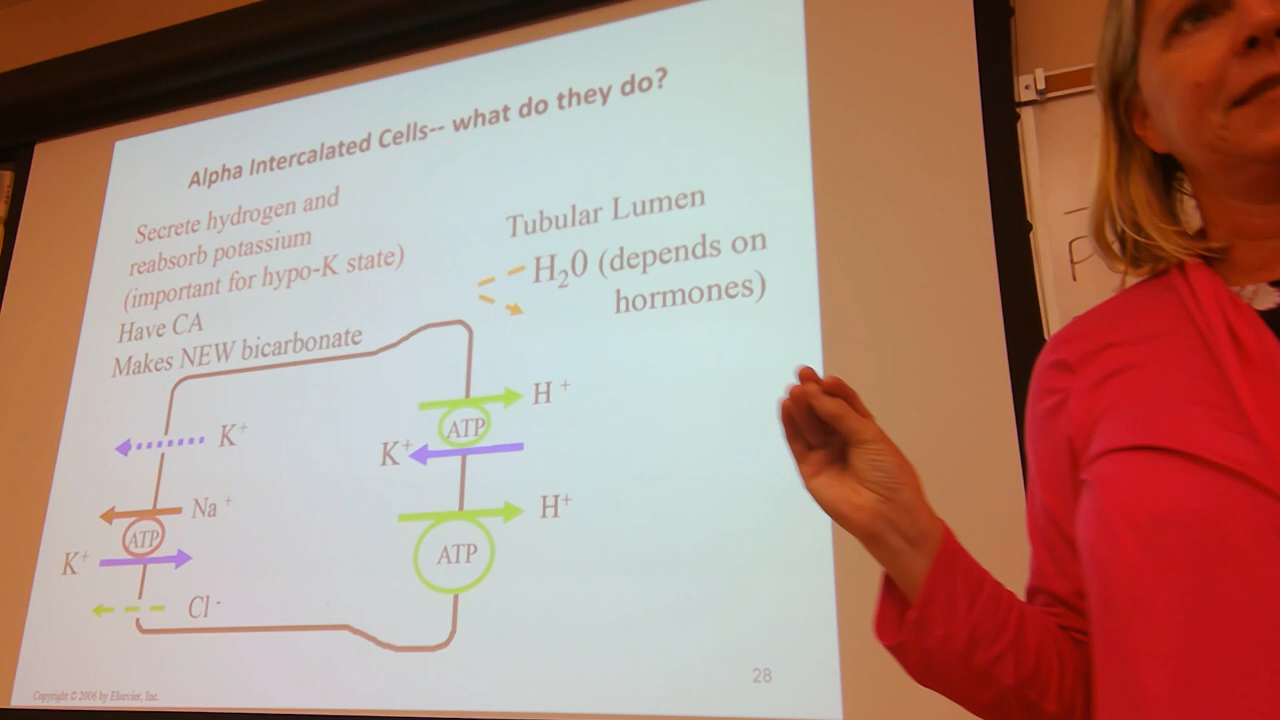 Alpha Intercalated Cells-- what do they do?
Secrete hydrogen and
reabsorb potassium
(important for hypo-K state)
Have CA
Makes NEW bicarbonate
Tubular Lumen
H₂0 (depends on
hormones)
H⁺
ATP
K⁺
K⁺
H⁺
ATP
Na⁺
ATP
K⁺
Cl⁻
28
Copyright © 2006 by Elsevier, Inc.